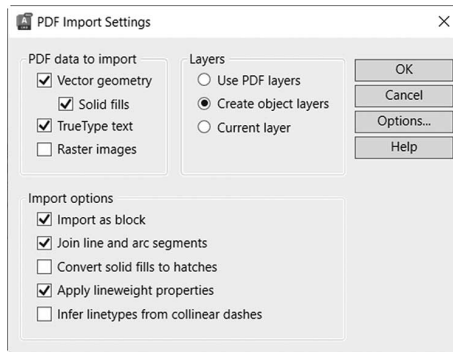 PDF Import Settings
PDF data to import
Vector geometry
Solid fills
TrueType text
Raster images
Layers
Use PDF layers
Create object layers
Current layer
OK
Cancel
Options...
Help
Import options
Import as block
Join line and arc segments
Convert solid fills to hatches
Apply lineweight properties
Infer linetypes from collinear dashes